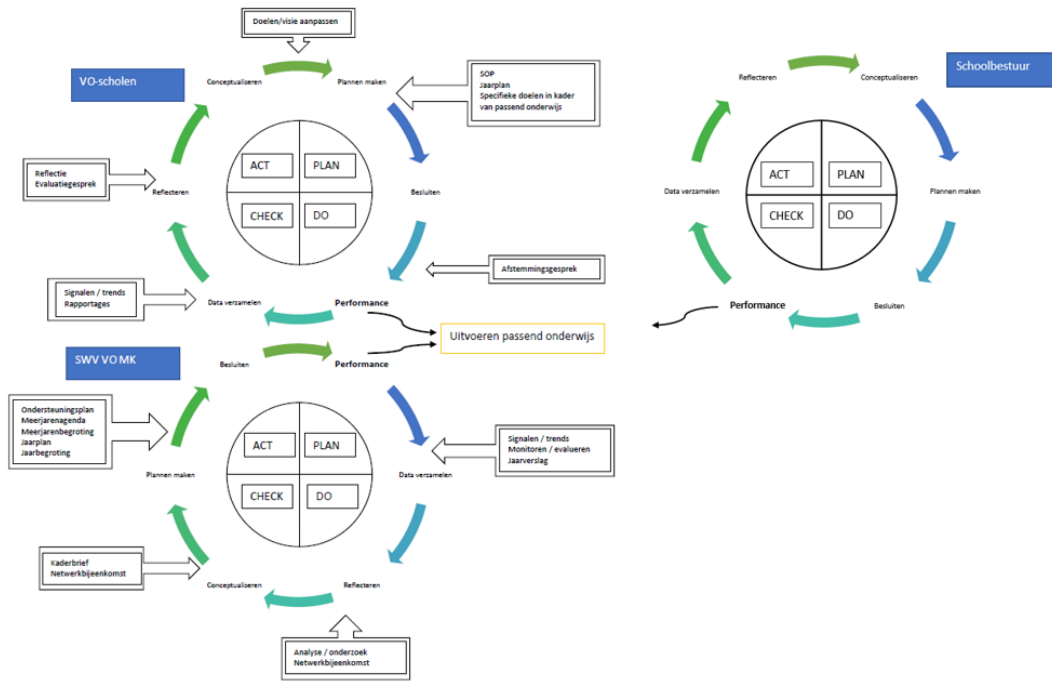 Doelen/visie aanpassen
VO-scholen
Conceptualiseren
Plannen maken
SOP
Jaarplan
Specifieke doelen in kader
van passend onderwijs
ACT
PLAN
CHECK
DO
Reflectie
Evaluatiegesprek
Reflecteren
Besluiten
Afstemmingsgesprek
Signalen / trends
Rapportages
Data verzamelen
Performance
Uitvoeren passend onderwijs
SWV VO MK
Besluiten
Performance
Ondersteuningsplan
Meerjarenagenda
Meerjarenbegroting
Jaarplan
Jaarbegroting
ACT
PLAN
CHECK
DO
Signalen / trends
Monitoren / evalueren
Jaarverslag
Plannen maken
Data verzamelen
Kaderbrief
Netwerkbijeenkomst
Conceptualiseren
Reflecteren
Analyse / onderzoek
Netwerkbijeenkomst
Schoolbestuur
Reflecteren
Conceptualiseren
ACT
PLAN
CHECK
DO
Data verzamelen
Plannen maken
Performance
Besluiten